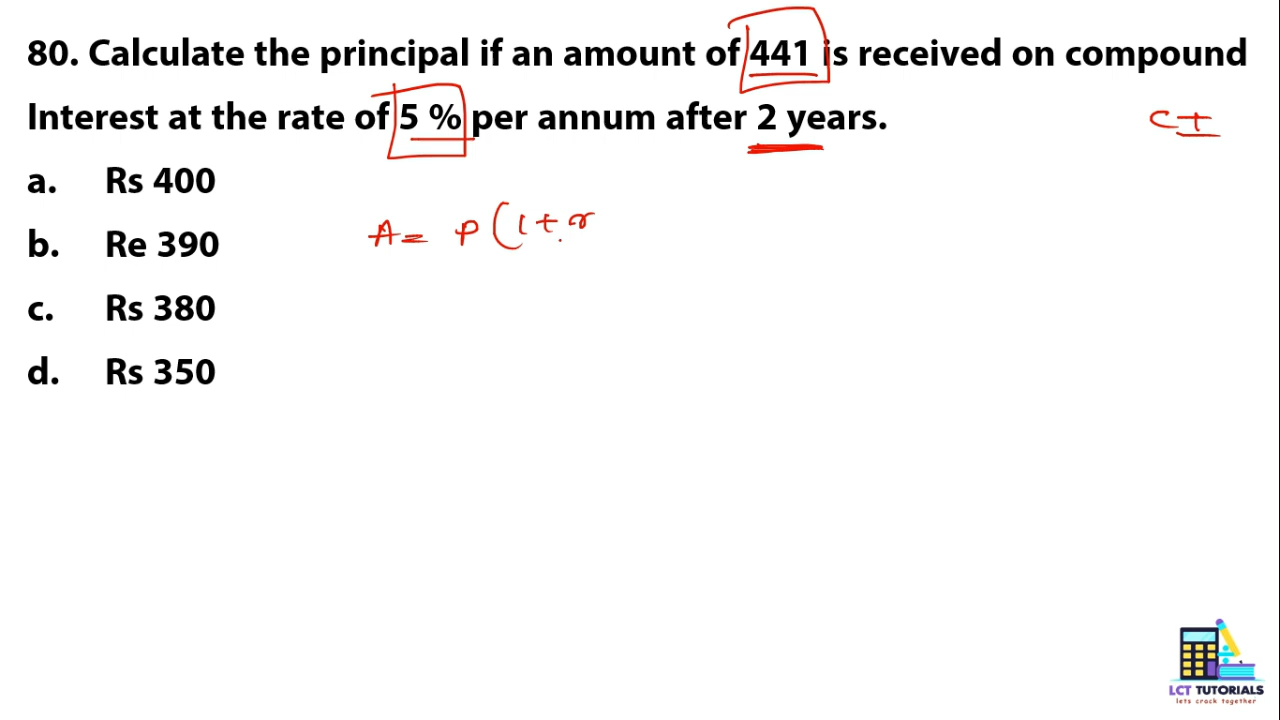 80. Calculate the principal if an amount of 441 is received on compound
Interest at the rate of 5 % per annum after 2 years.
CI
a. Rs 400
A = P (1 + r
b. Re 390
c. Rs 380
d. Rs 350
LCT TUTORIALS
lets crack together